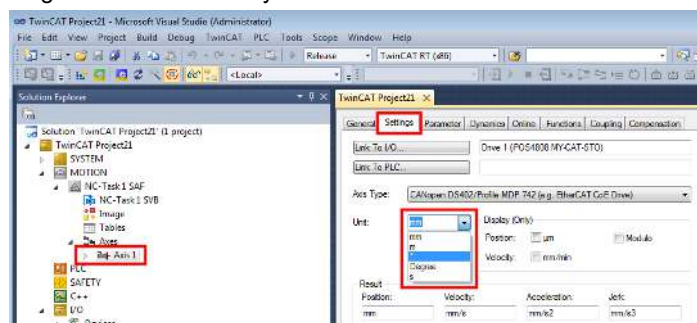 TwinCAT Project21 - Microsoft Visual Studio (Administrator)
File Edit View Project Build Debug TwinCAT PLC Tools Scope Window Help
Release TwinCAT RT (x86)
<Local>
Solution Explorer
TwinCAT Project21
General Settings Parameter Dynamics Online Functions Coupling Compensation
Solution 'TwinCAT Project21' (1 project)
TwinCAT Project21
SYSTEM
MOTION
NC-Task 1 SAF
NC-Task 1 SVB
Image
Tables
Axes
Axis 1
PLC
SAFETY
C++
I/O
Link To I/O...
Drive 1 (POS4808 MY-CAT-STO)
Link To PLC...
Axis Type: CANopen DS402/Profile MDP 742 (e.g. EtherCAT CoE Drive)
Unit: mm
Display (Only)
mm
m
°
Degree
s
Position: µm Modulo
Velocity: mm/min
Result
Position: Velocity: Acceleration: Jerk:
mm mm/s mm/s2 mm/s3